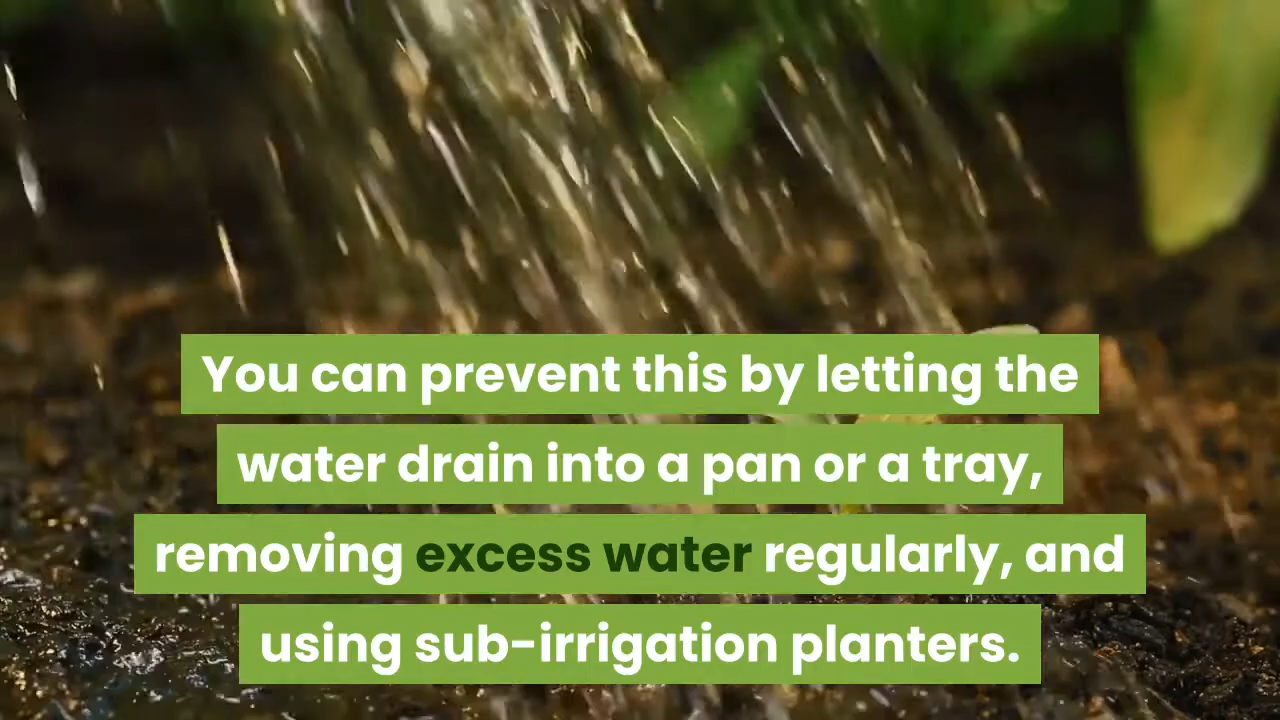 You can prevent this by letting the
water drain into a pan or a tray,
removing excess water regularly, and
using sub-irrigation planters.